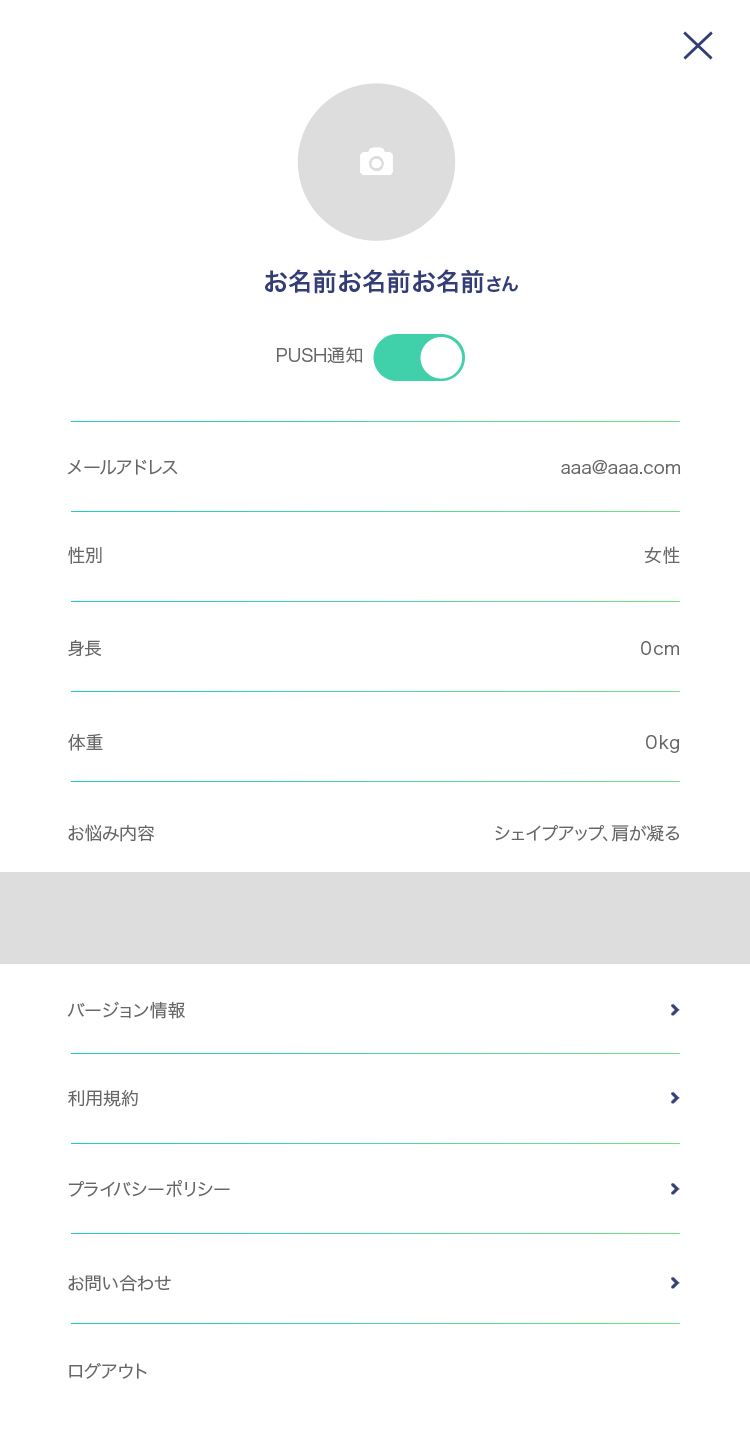 お名前お名前お名前さん
PUSH通知
メールアドレス aaa@aaa.com
性別 女性
身長 0cm
体重 0kg
お悩み内容 シェイプアップ、肩が凝る
バージョン情報
利用規約
プライバシーポリシー
お問い合わせ
ログアウト